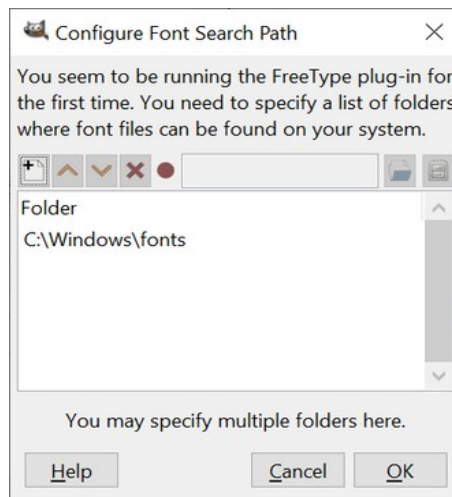 Configure Font Search Path
You seem to be running the FreeType plug-in for
the first time. You need to specify a list of folders
where font files can be found on your system.
Folder
C:\Windows\fonts
You may specify multiple folders here.
Help Cancel OK